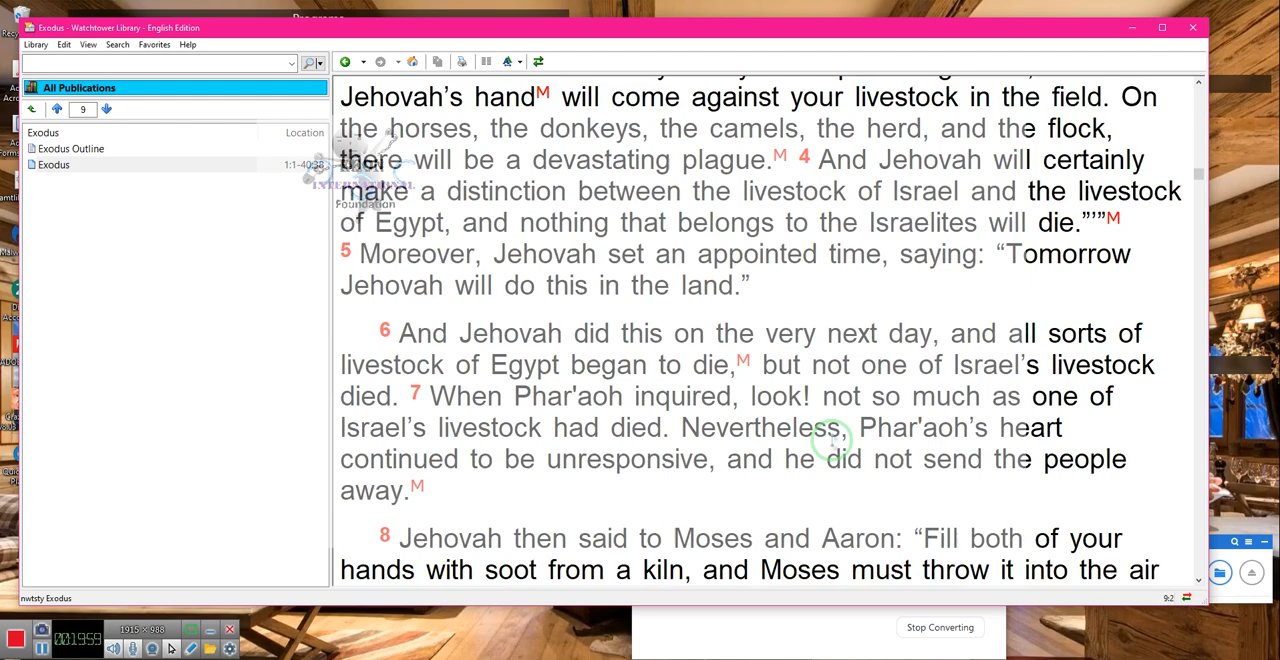 Exodus - Watchtower Library - English Edition
Library Edit View Search Favorites Help
All Publications
9
Exodus Location
Exodus Outline
Exodus 1:1-40:38
INTERNATIONAL
Foundation
Jehovah's handM will come against your livestock in the field. On
the horses, the donkeys, the camels, the herd, and the flock,
there will be a devastating plague.M 4 And Jehovah will certainly
make a distinction between the livestock of Israel and the livestock
of Egypt, and nothing that belongs to the Israelites will die.”’”M
5 Moreover, Jehovah set an appointed time, saying: “Tomorrow
Jehovah will do this in the land.”
6 And Jehovah did this on the very next day, and all sorts of
livestock of Egypt began to die,M but not one of Israel’s livestock
died. 7 When Phar'aoh inquired, look! not so much as one of
Israel’s livestock had died. Nevertheless, Phar'aoh’s heart
continued to be unresponsive, and he did not send the people
away.M
8 Jehovah then said to Moses and Aaron: “Fill both of your
hands with soot from a kiln, and Moses must throw it into the air
nwtsty Exodus
9:2
1915 × 988
001959
Stop Converting